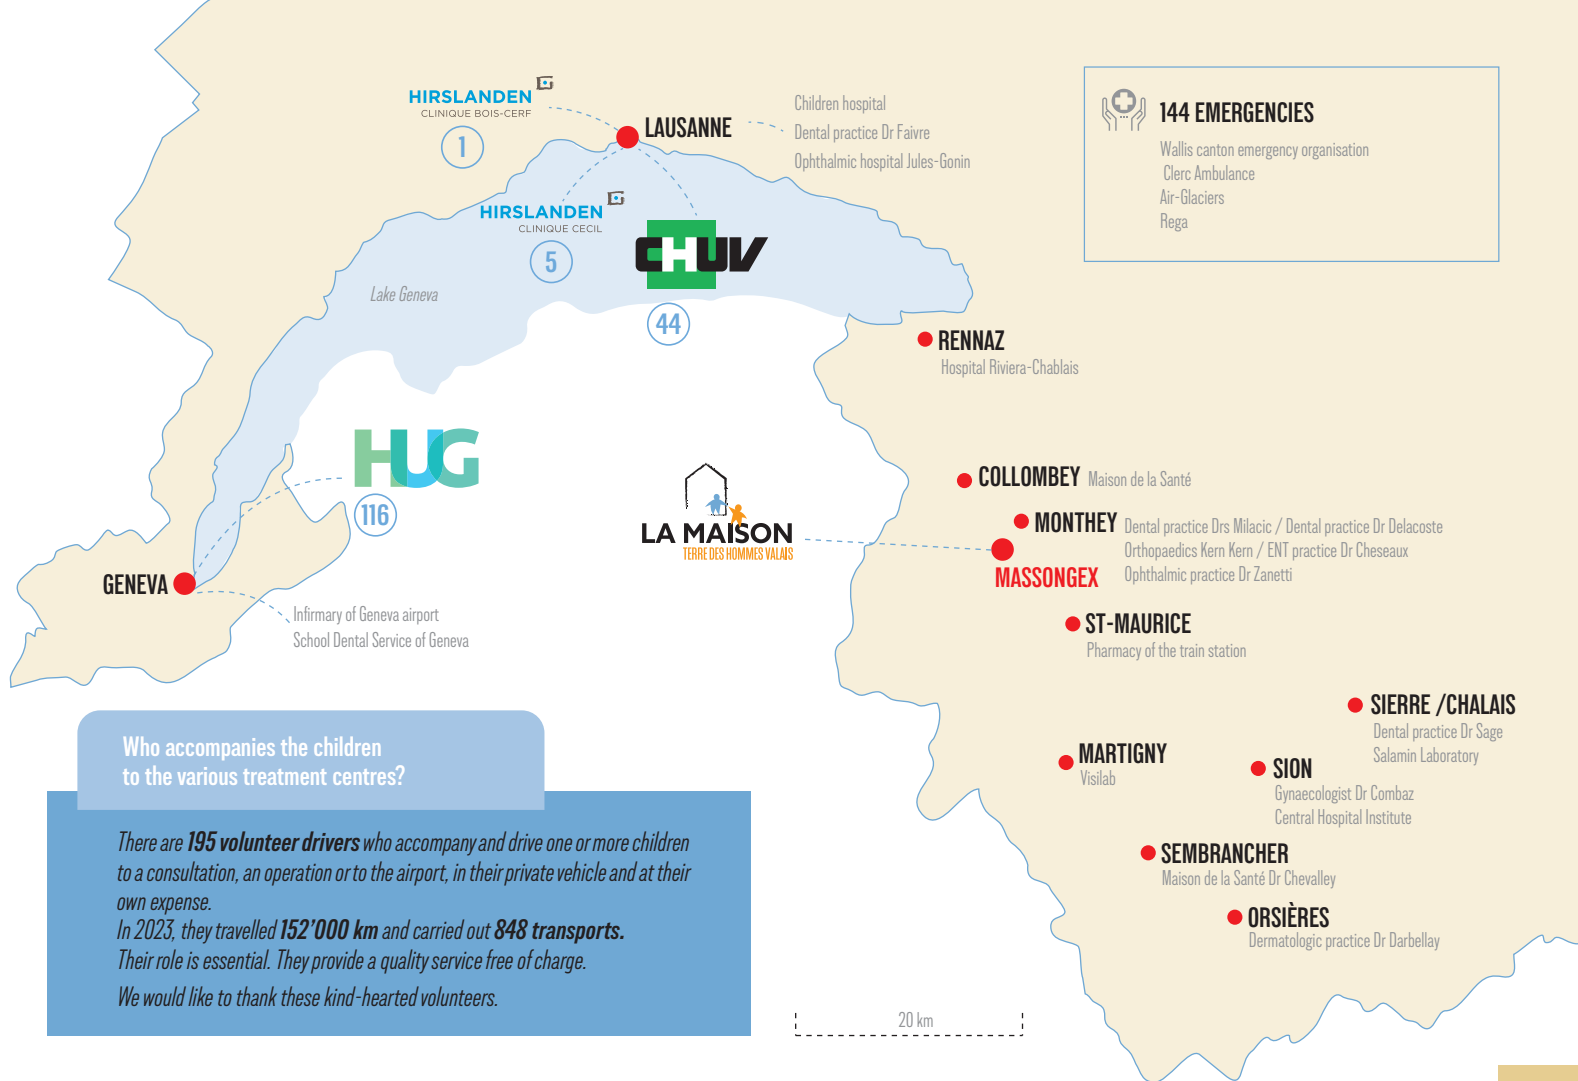 HIRSLANDEN
CLINIQUE BOIS-CERF
1
LAUSANNE
Children hospital
Dental practice Dr Faivre
Ophthalmic hospital Jules-Gonin
144 EMERGENCIES
Wallis canton emergency organisation
Clerc Ambulance
Air-Glaciers
Rega
HIRSLANDEN
CLINIQUE CECIL
5
CHUV
44
Lake Geneva
RENNAZ
Hospital Riviera-Chablais
HUG
116
LA MAISON
TERRE DES HOMMES VALAIS
COLLOMBEY Maison de la Santé
MONTHEY Dental practice Drs Milacic / Dental practice Dr Delacoste
Orthopaedics Kern Kern / ENT practice Dr Cheseaux
Ophthalmic practice Dr Zanetti
MASSONGEX
GENEVA
Infirmary of Geneva airport
School Dental Service of Geneva
ST-MAURICE
Pharmacy of the train station
SIERRE /CHALAIS
Dental practice Dr Sage
Salamin Laboratory
MARTIGNY
Visilab
SION
Gynaecologist Dr Combaz
Central Hospital Institute
SEMBRANCHER
Maison de la Santé Dr Chevalley
ORSIÈRES
Dermatologic practice Dr Darbellay
Who accompanies the children
to the various treatment centres?
There are 195 volunteer drivers who accompany and drive one or more children
to a consultation, an operation or to the airport, in their private vehicle and at their
own expense.
In 2023, they travelled 152’000 km and carried out 848 transports.
Their role is essential. They provide a quality service free of charge.
We would like to thank these kind-hearted volunteers.
20 km